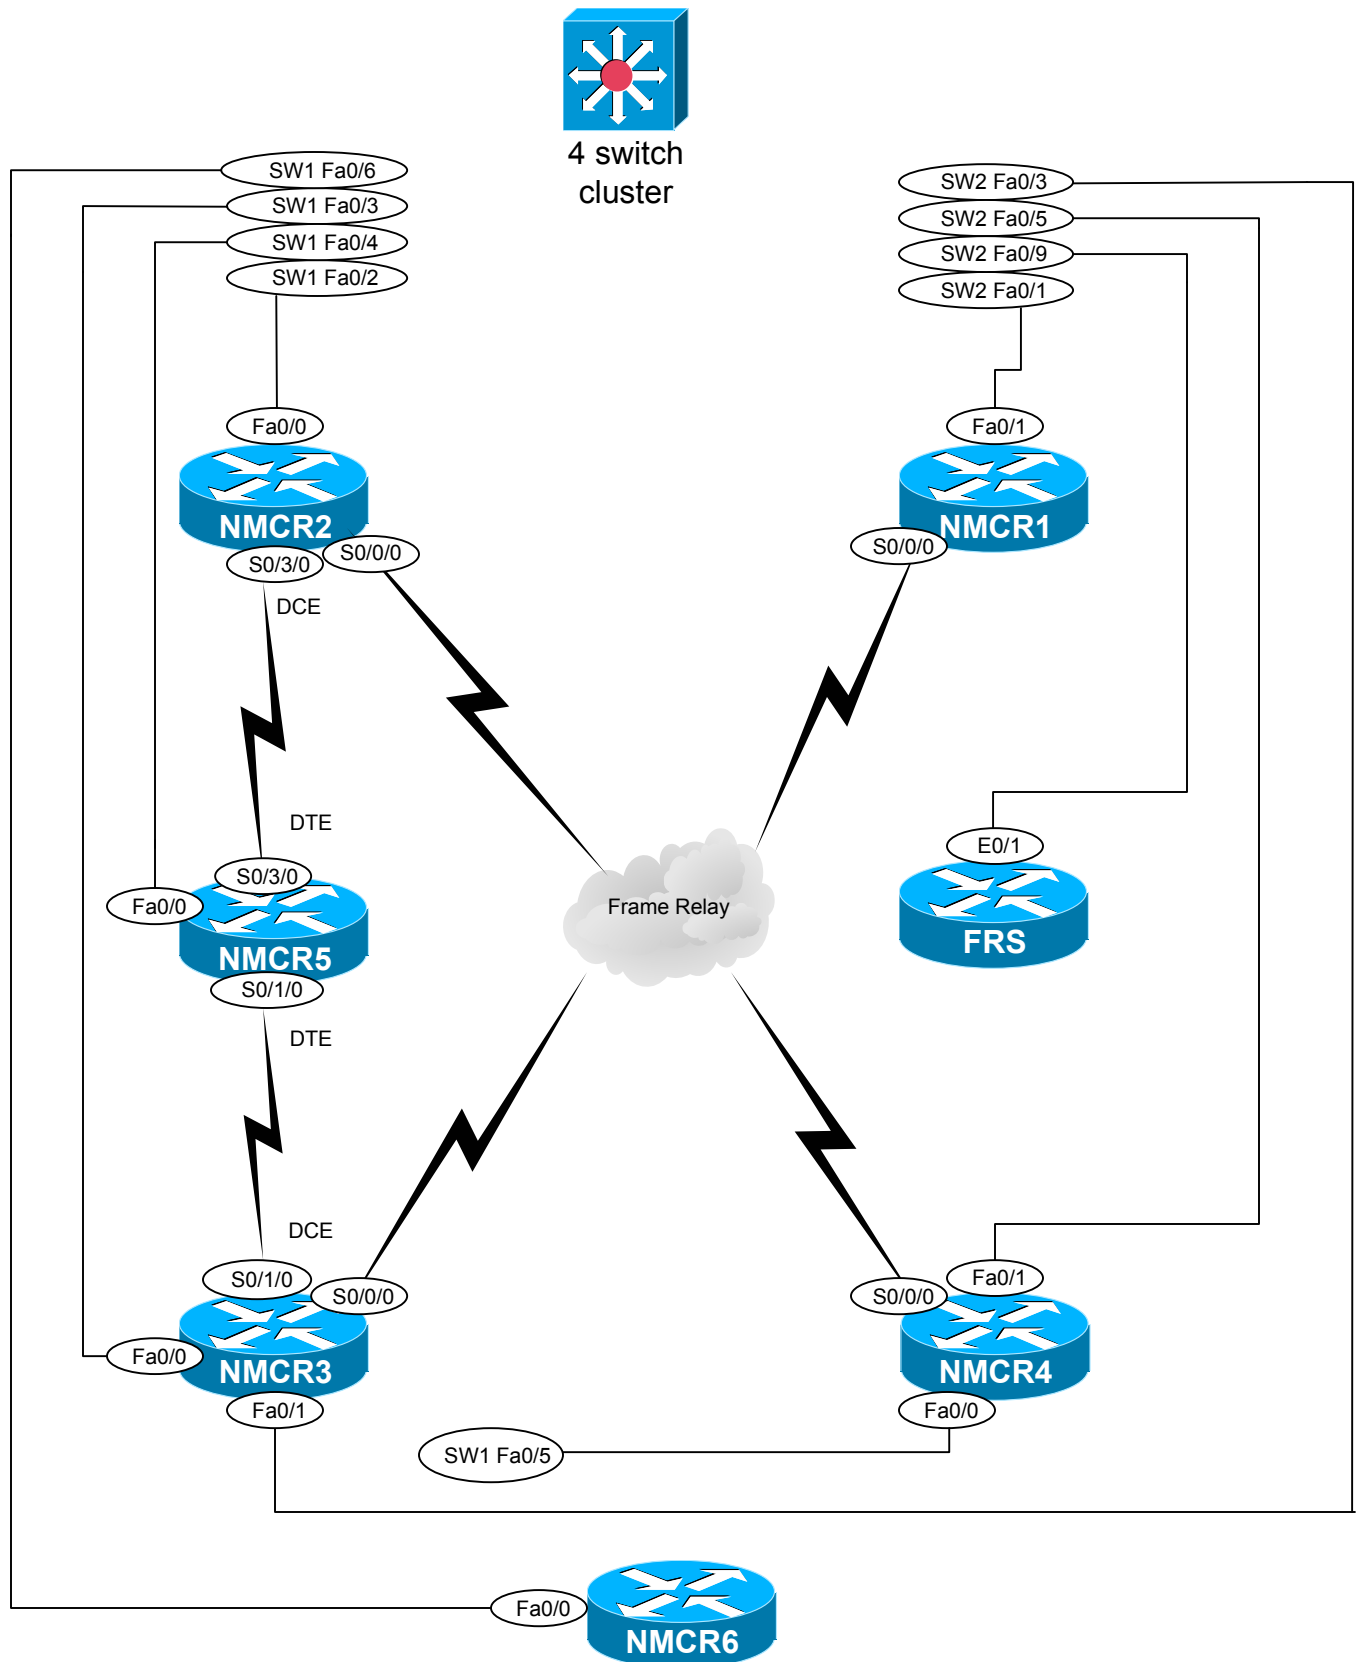 4 switch
cluster
SW1 Fa0/6
SW1 Fa0/3
SW1 Fa0/4
SW1 Fa0/2
SW2 Fa0/3
SW2 Fa0/5
SW2 Fa0/9
SW2 Fa0/1
Fa0/0
NMCR2
S0/3/0
S0/0/0
DCE
Fa0/1
NMCR1
S0/0/0
DTE
S0/3/0
Fa0/0
NMCR5
S0/1/0
DTE
Frame Relay
E0/1
FRS
DCE
S0/1/0
S0/0/0
Fa0/0
NMCR3
Fa0/1
S0/0/0
Fa0/1
NMCR4
Fa0/0
SW1 Fa0/5
Fa0/0
NMCR6